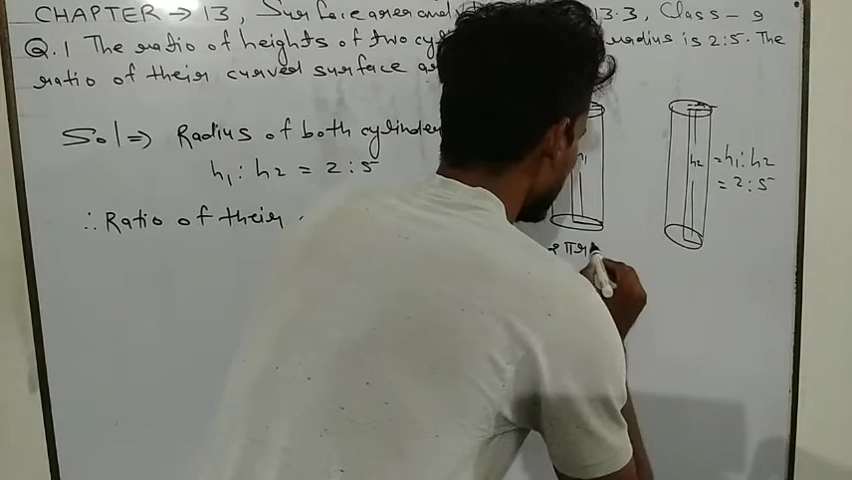 CHAPTER → 13, Surface area and 13.3, Class - 9
Q.1 The ratio of heights of two radius is 2:5. The
ratio of their curved surface
Sol ⇒ Radius of both cylinder
h₁ : h₂ = 2 : 5
∴ Ratio of their
h₂
= h₁ : h₂
= 2 : 5
2πr